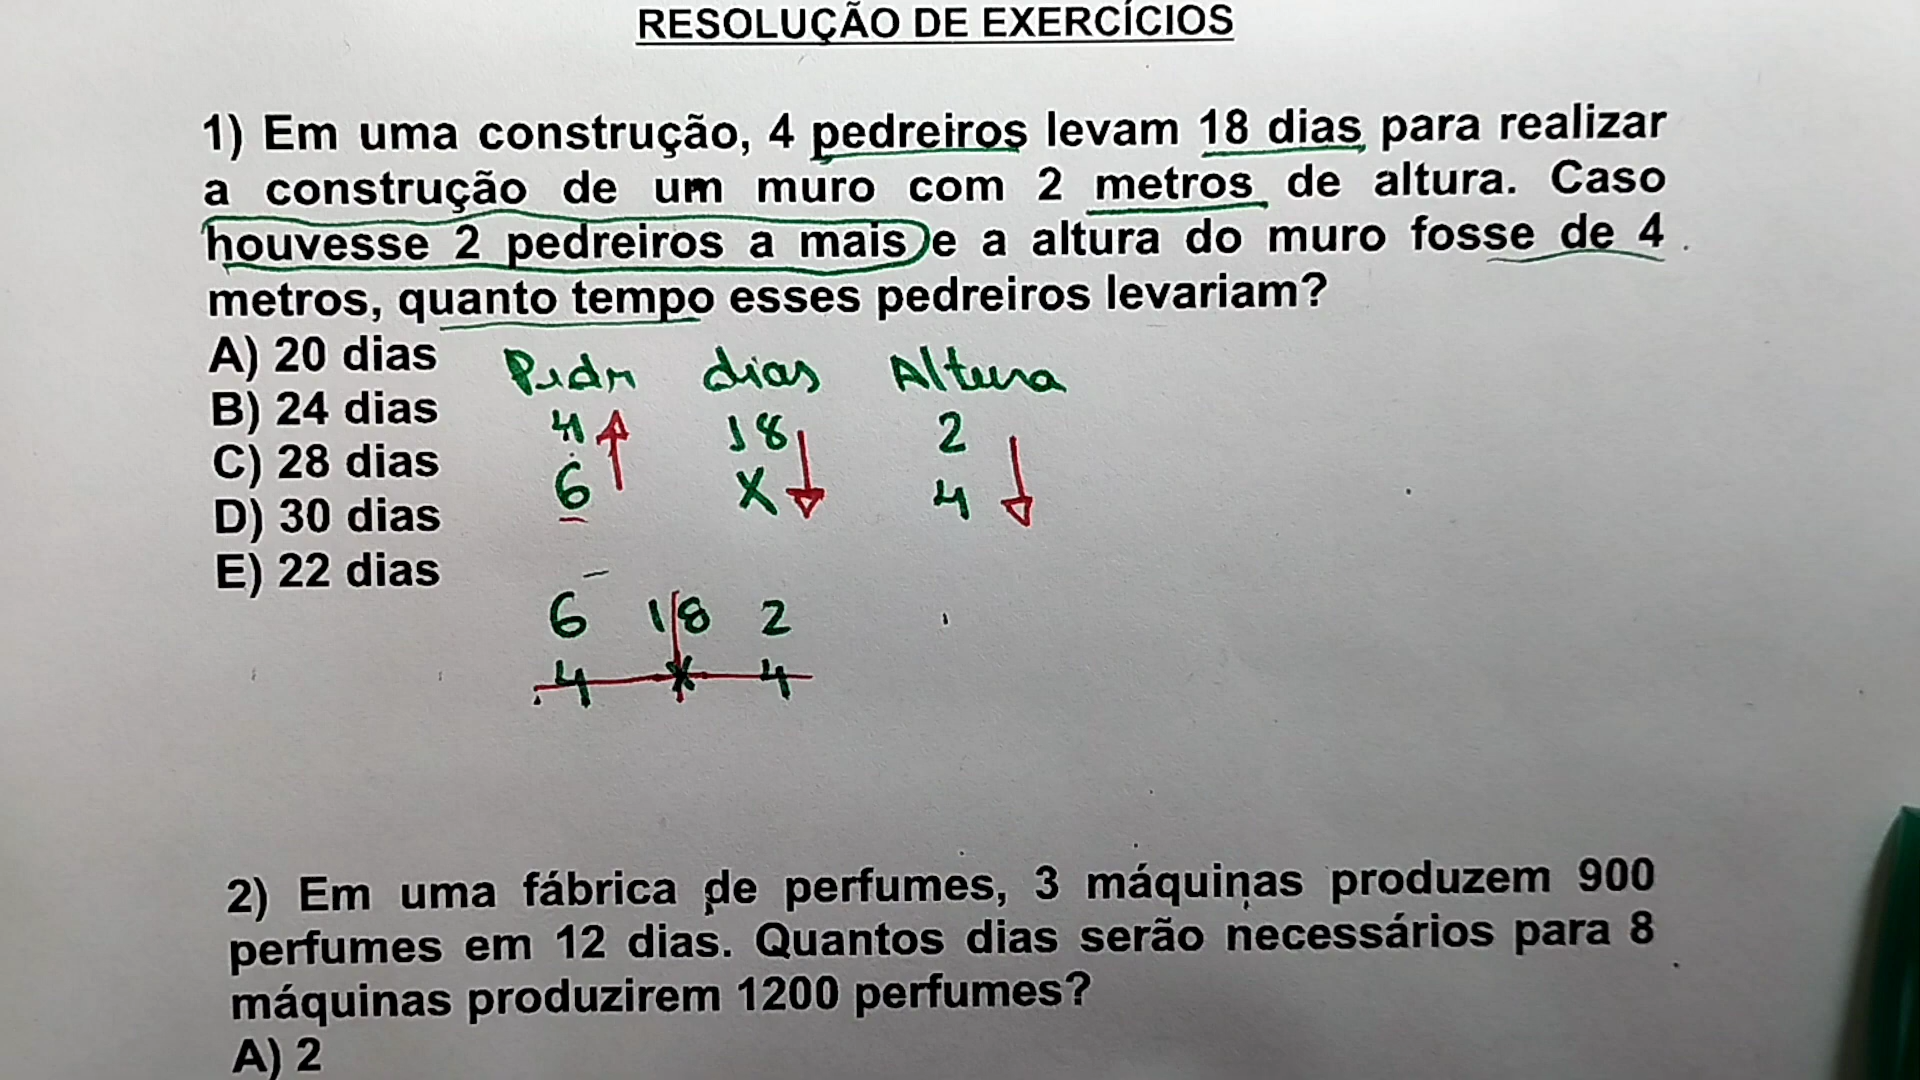 RESOLUÇÃO DE EXERCÍCIOS
1) Em uma construção, 4 pedreiros levam 18 dias para realizar
a construção de um muro com 2 metros de altura. Caso
houvesse 2 pedreiros a mais e a altura do muro fosse de 4
metros, quanto tempo esses pedreiros levariam?
A) 20 dias
B) 24 dias
C) 28 dias
D) 30 dias
E) 22 dias
Pedr dias Altura
4 18 2
6 X 4
6 18 2
4 x 4
2) Em uma fábrica de perfumes, 3 máquinas produzem 900
perfumes em 12 dias. Quantos dias serão necessários para 8
máquinas produzirem 1200 perfumes?
A) 2